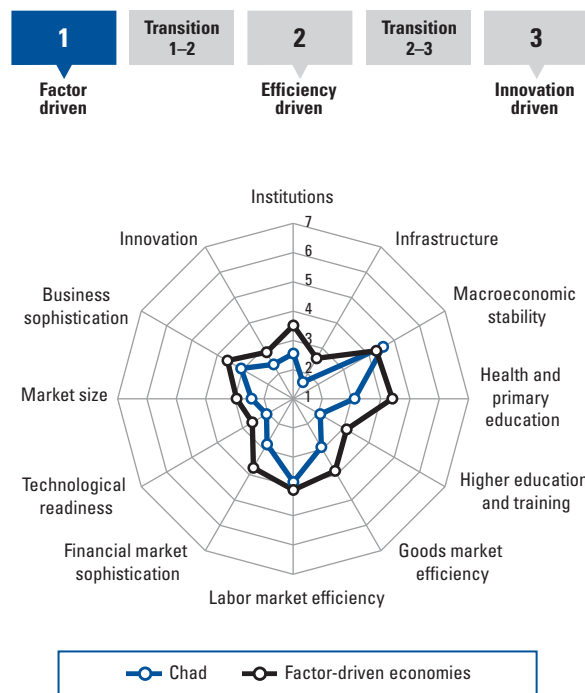 1
Transition
1–2
2
Transition
2–3
3
Factor
driven
Efficiency
driven
Innovation
driven
Institutions
7
6
5
4
3
2
1
Infrastructure
Macroeconomic
stability
Health and
primary
education
Higher education
and training
Goods market
efficiency
Labor market efficiency
Financial market
sophistication
Technological
readiness
Market size
Business
sophistication
Innovation
Chad
Factor-driven economies